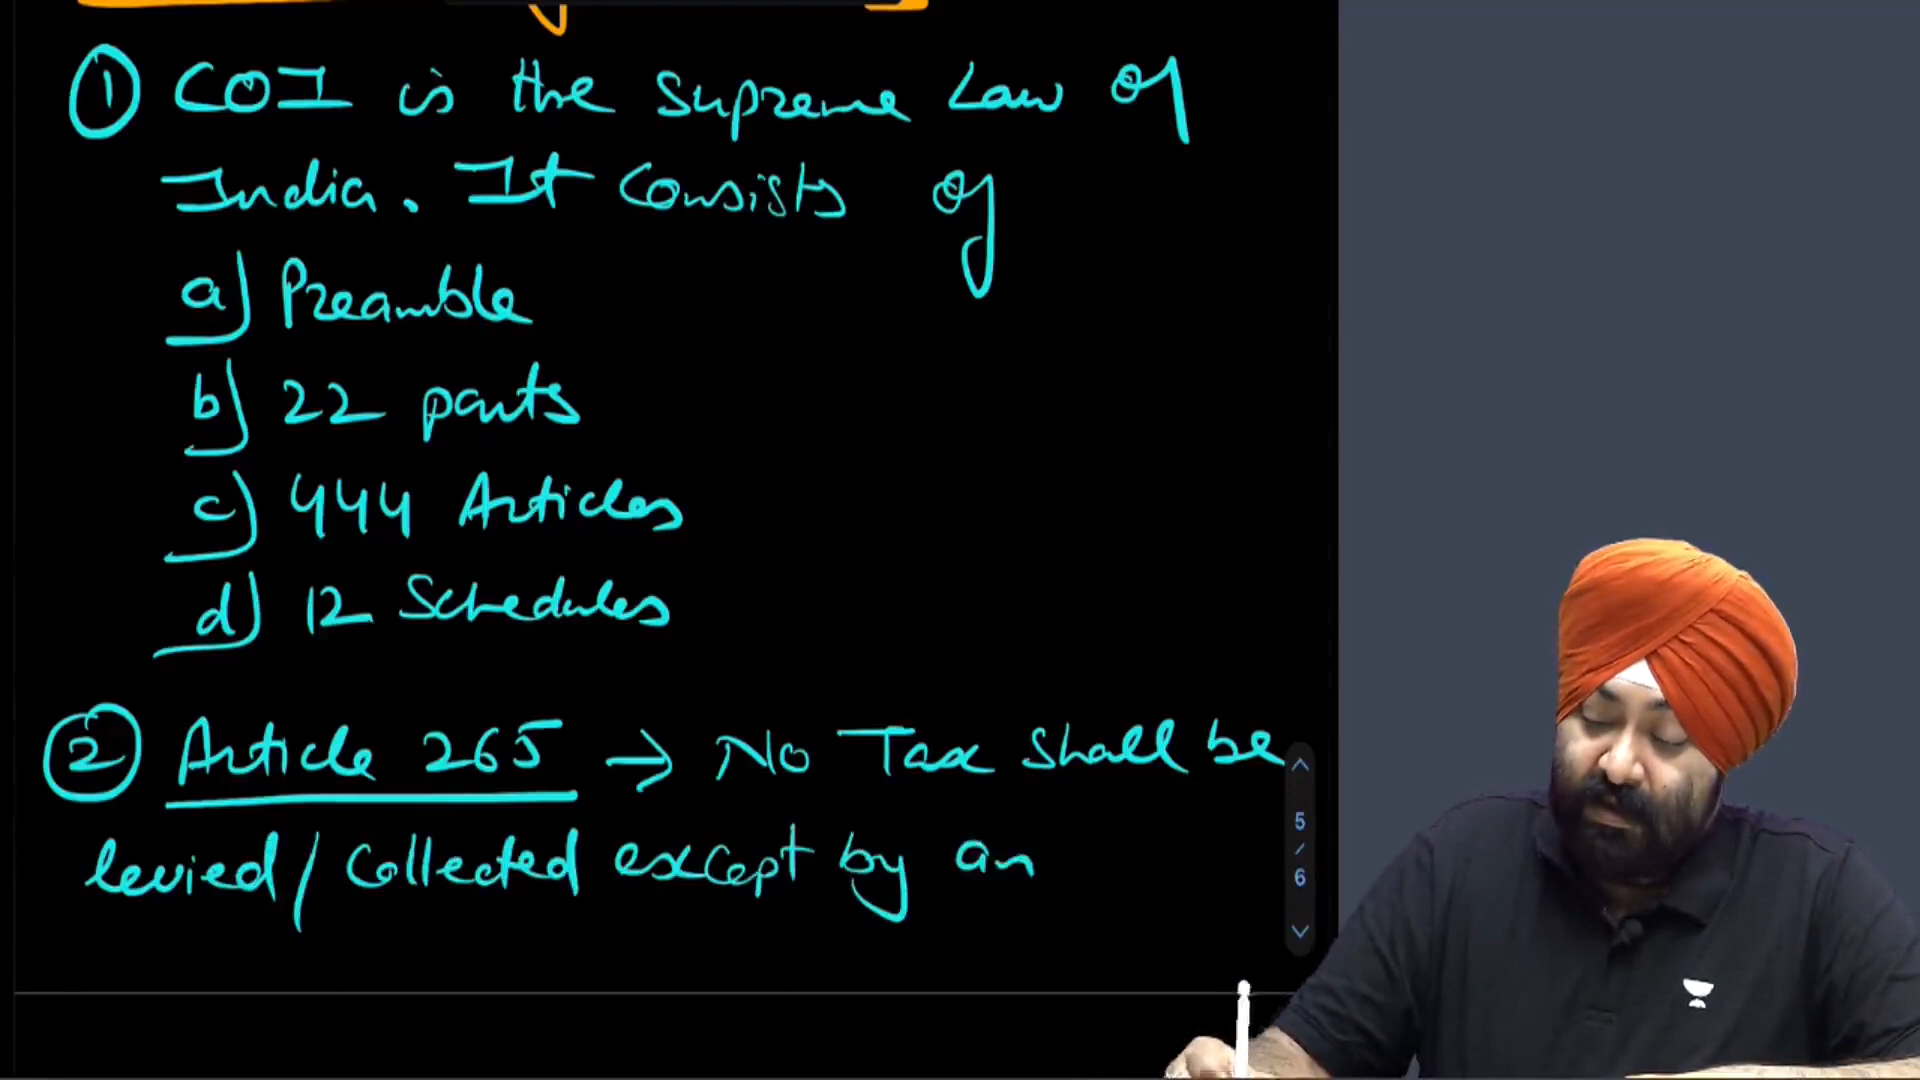 ① COI is the Supreme Law of
India. It Consists of
a) Preamble
b) 22 parts
c) 444 Articles
d) 12 Schedules
② Article 265 → No Tax Shall be
levied/Collected except by an
5
/
6